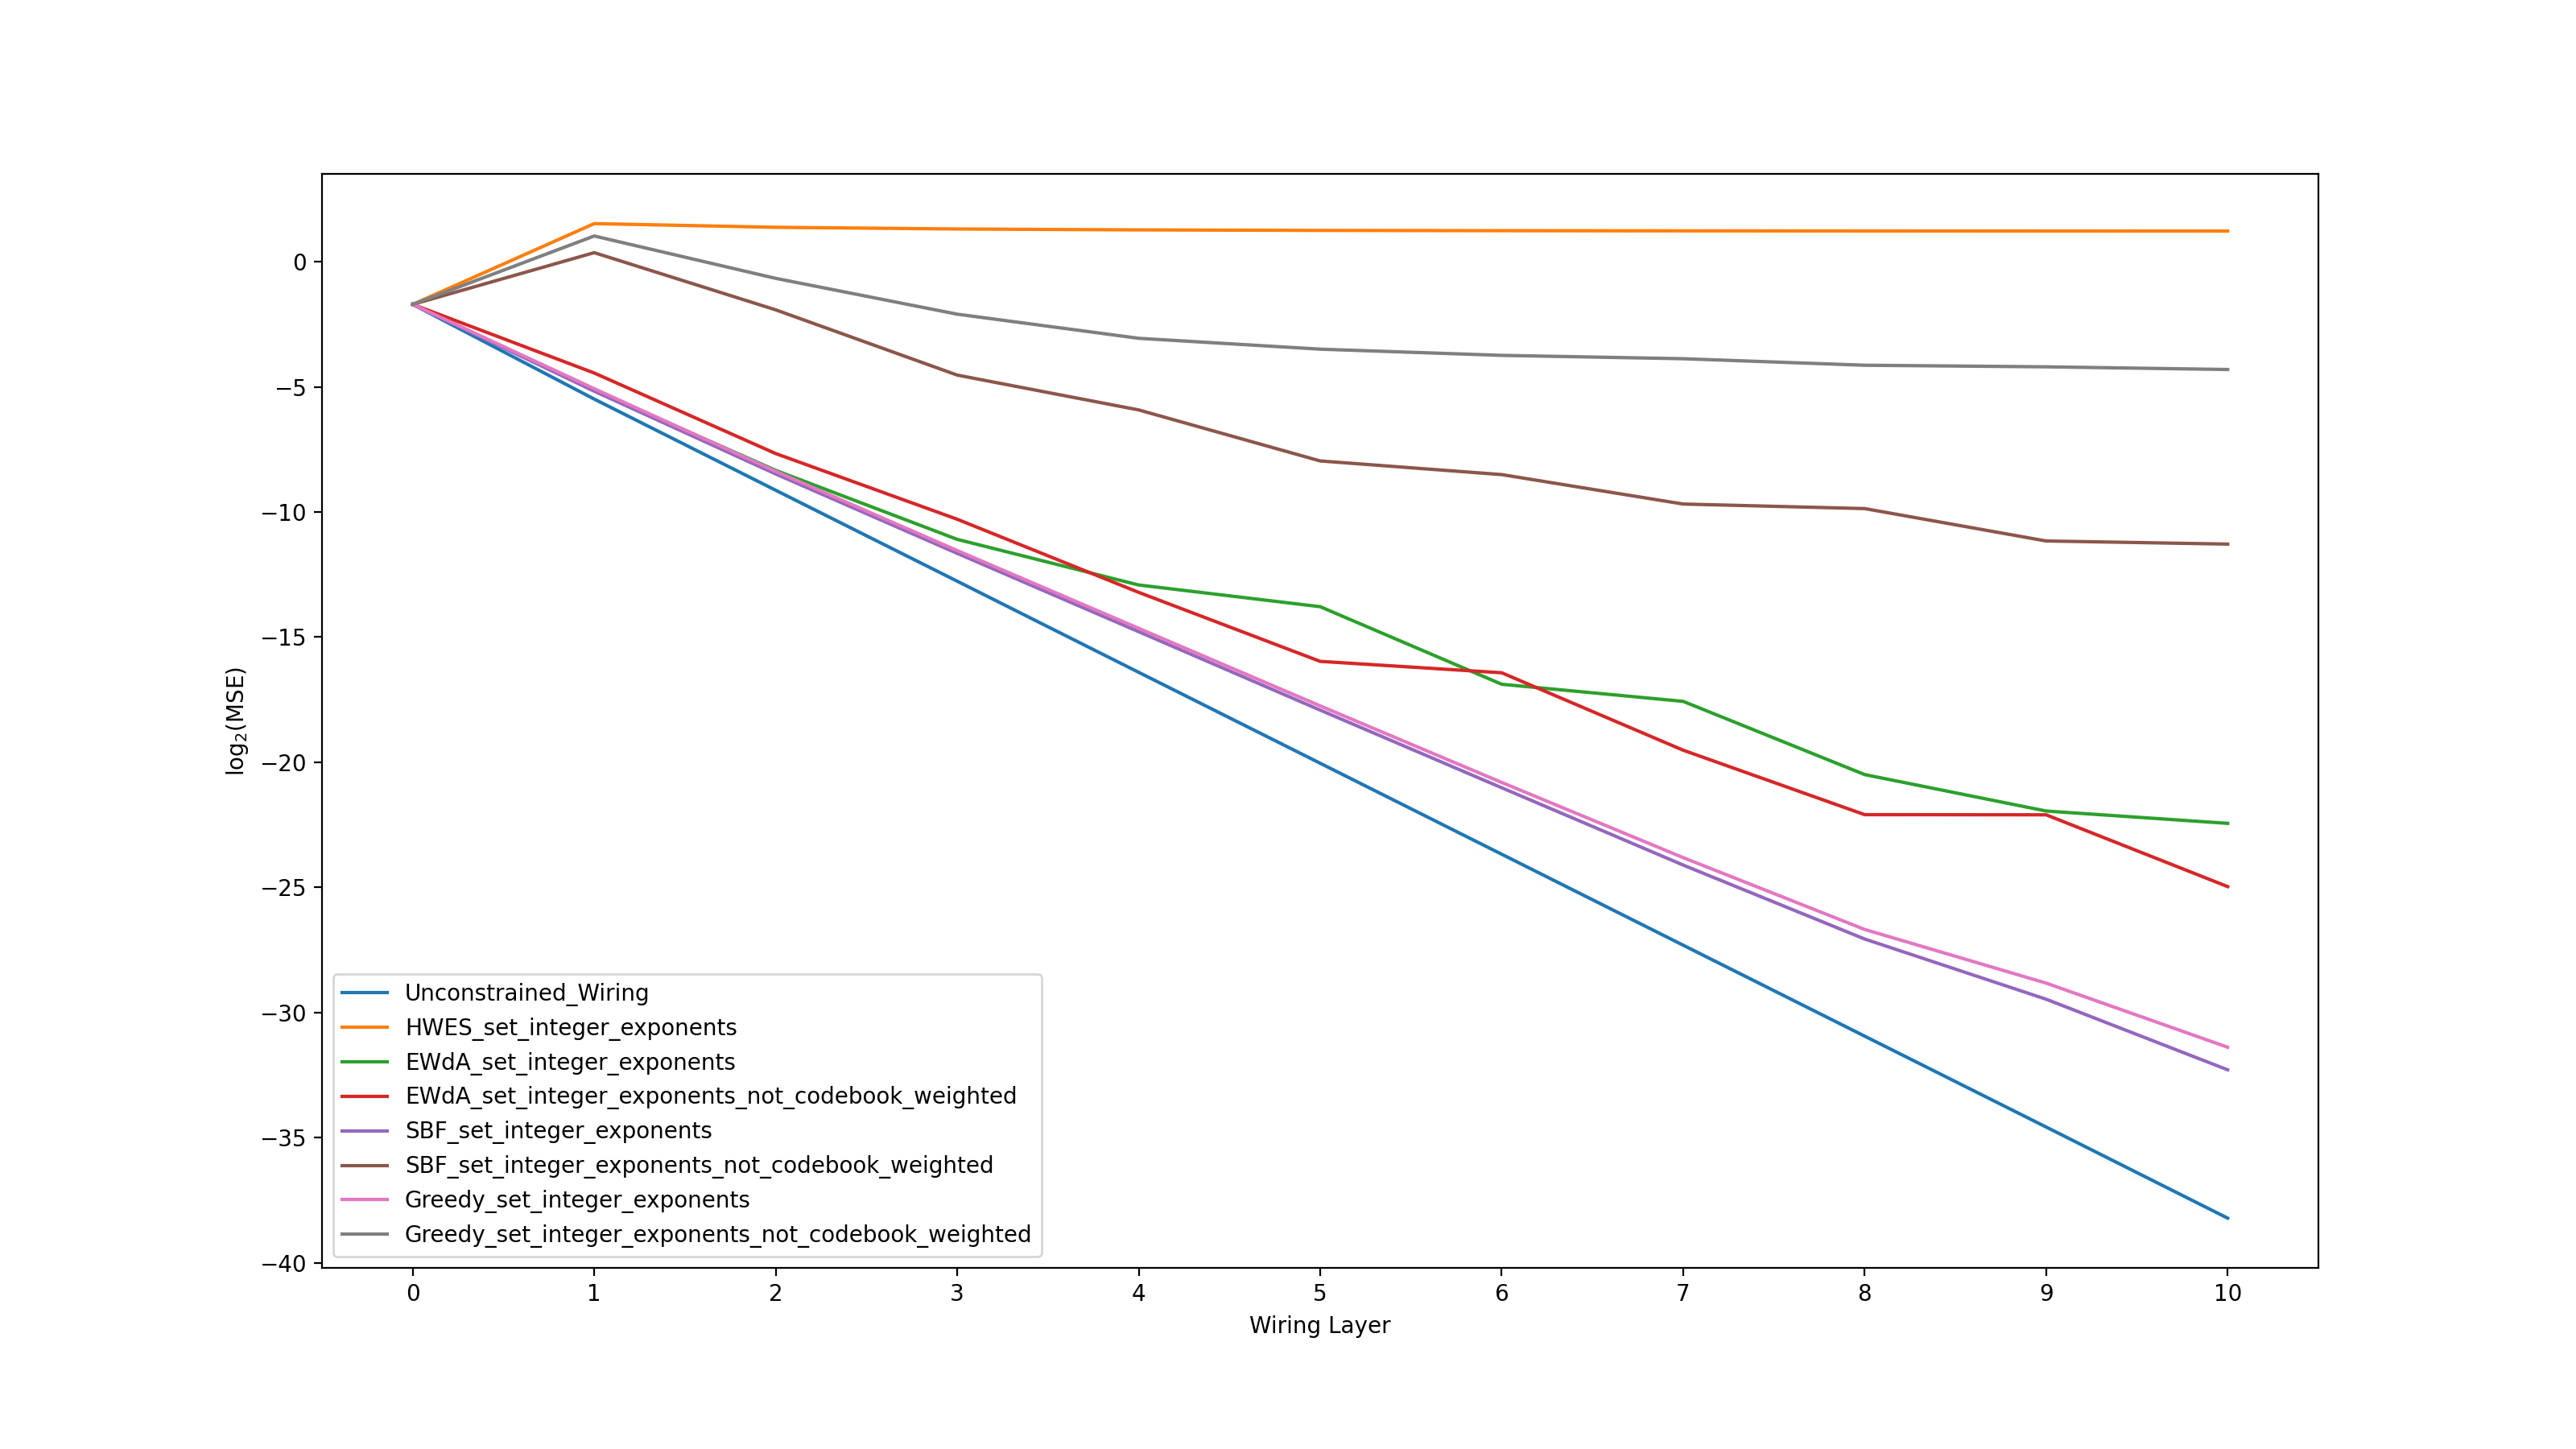 0
−5
−10
−15
−20
−25
−30
−35
−40
log₂(MSE)
Unconstrained_Wiring
HWES_set_integer_exponents
EWdA_set_integer_exponents
EWdA_set_integer_exponents_not_codebook_weighted
SBF_set_integer_exponents
SBF_set_integer_exponents_not_codebook_weighted
Greedy_set_integer_exponents
Greedy_set_integer_exponents_not_codebook_weighted
0 1 2 3 4 5 6 7 8 9 10
Wiring Layer